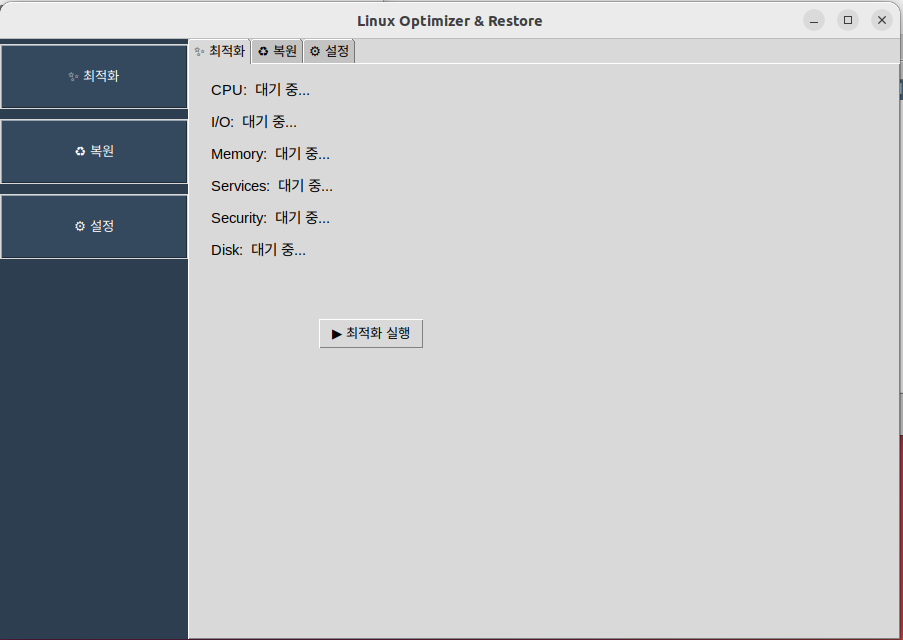 Linux Optimizer & Restore
✨ 최적화
♻ 복원
⚙ 설정
✨ 최적화 ♻ 복원 ⚙ 설정
CPU: 대기 중...
I/O: 대기 중...
Memory: 대기 중...
Services: 대기 중...
Security: 대기 중...
Disk: 대기 중...
▶ 최적화 실행